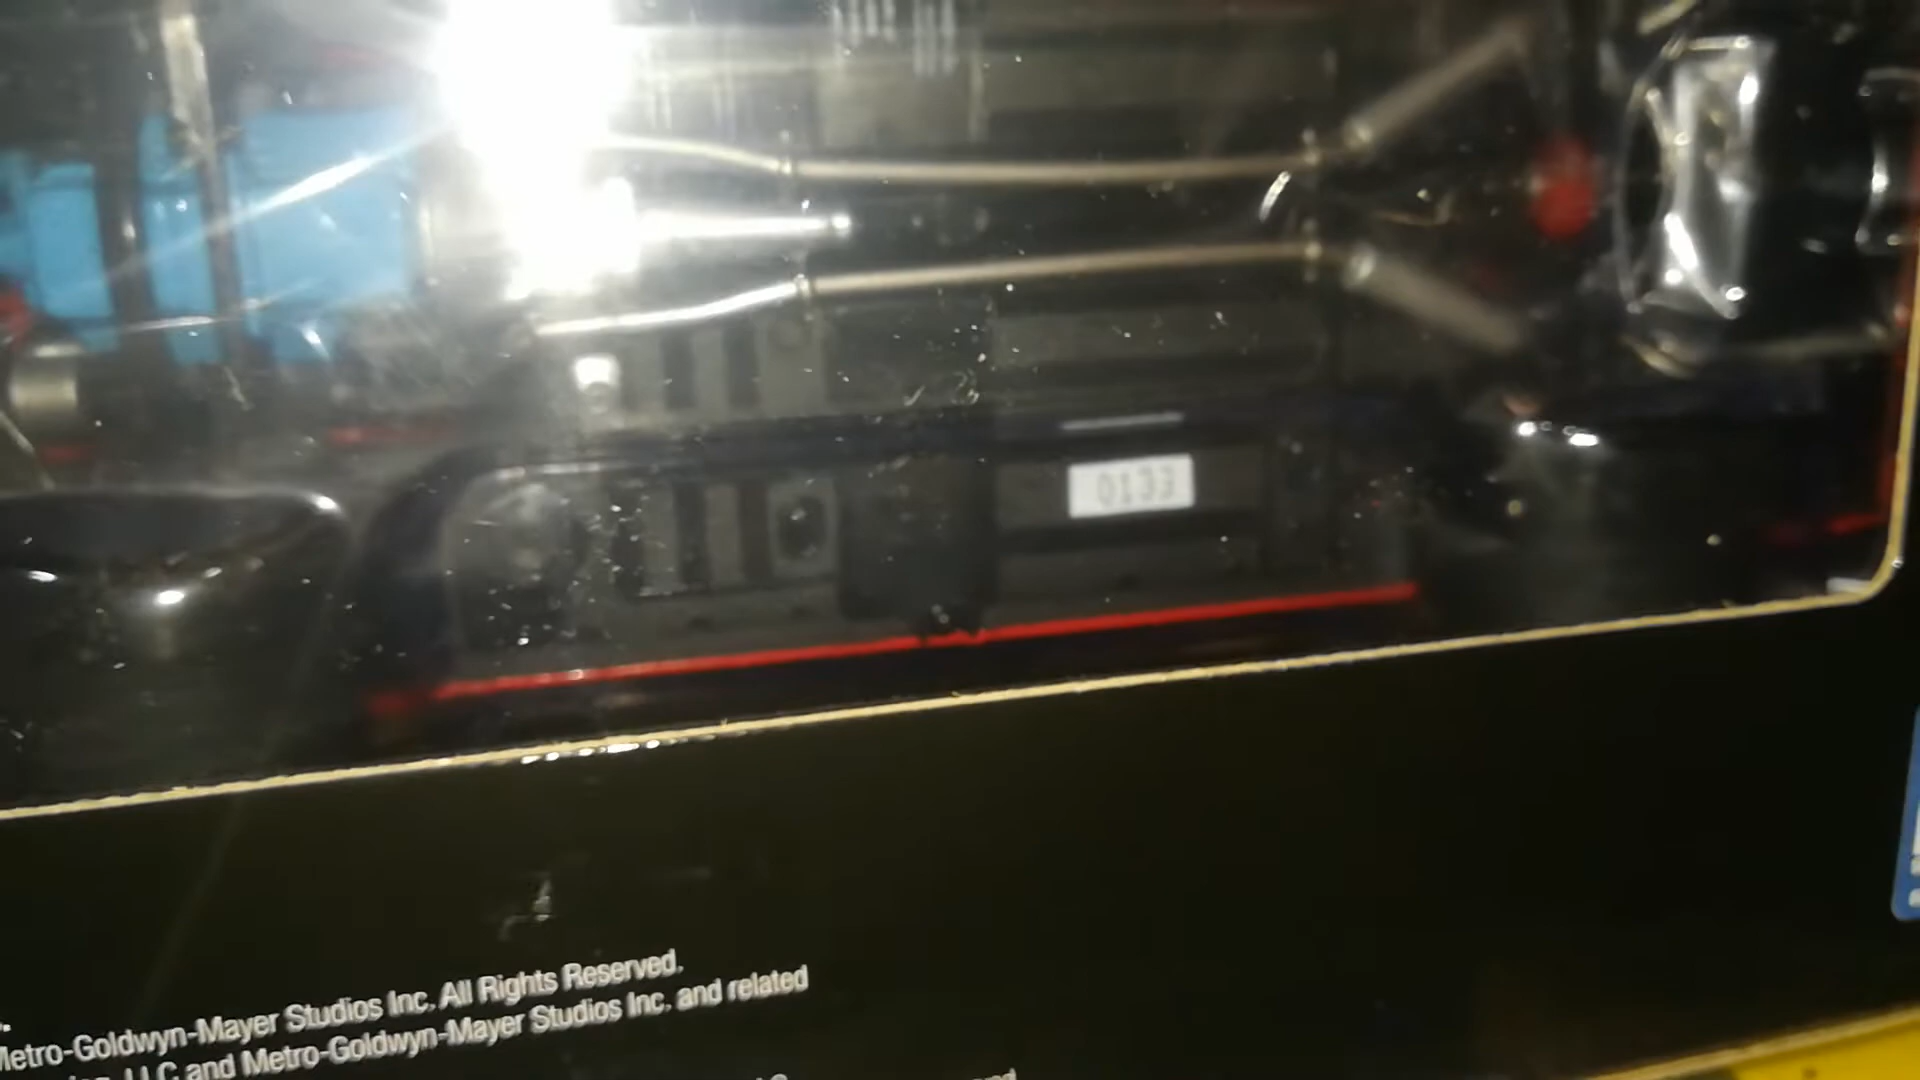 0133
Metro-Goldwyn-Mayer Studios Inc. All Rights Reserved.
LLC and Metro-Goldwyn-Mayer Studios Inc. and related